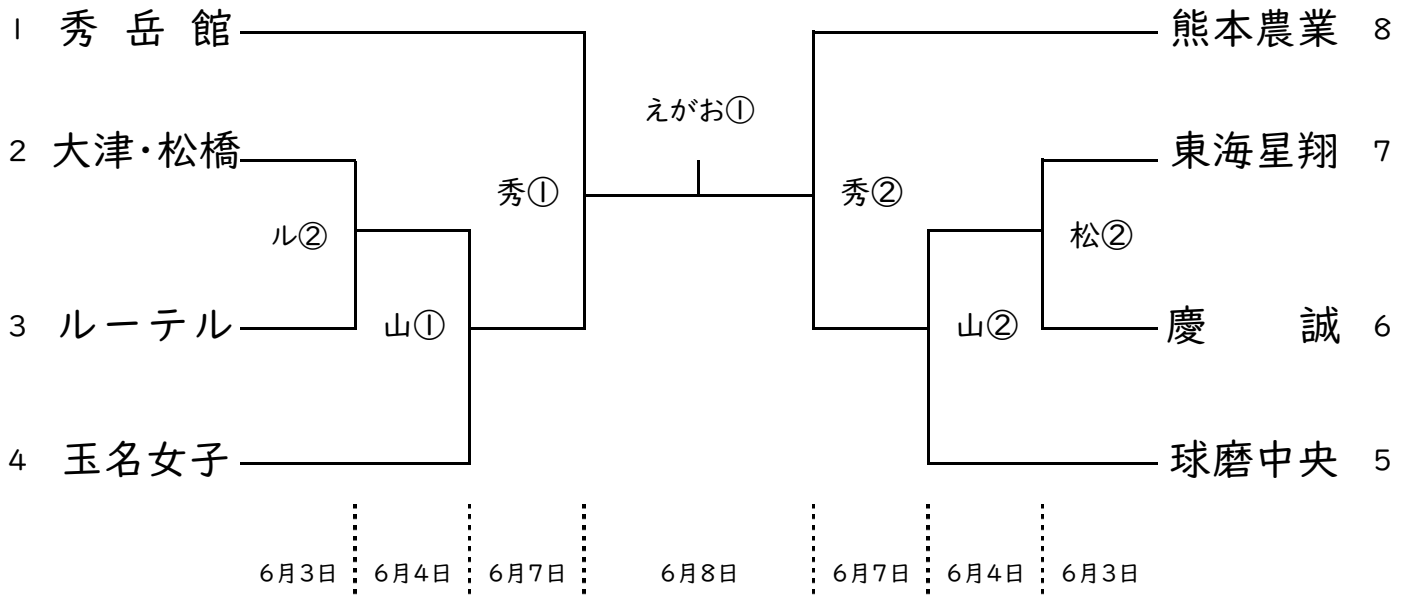 1 秀岳館 熊本農業 8
えがお①
2 大津・松橋 東海星翔 7
秀① 秀②
ル② 松②
3 ルーテル 山① 山② 慶誠 6
4 玉名女子 球磨中央 5
6月3日 6月4日 6月7日 6月8日 6月7日 6月4日 6月3日